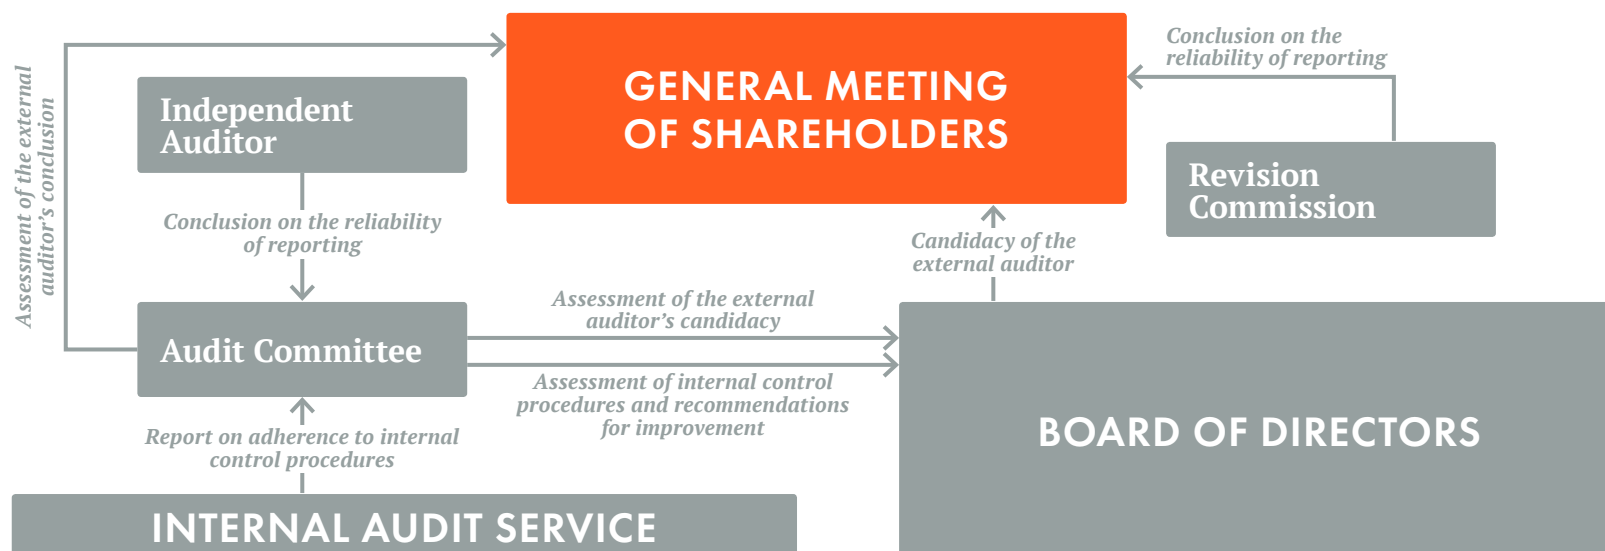 Assessment of the external
auditor's conclusion
Independent
Auditor
GENERAL MEETING
OF SHAREHOLDERS
Conclusion on the
reliability of reporting
Revision
Commission
Conclusion on the reliability
of reporting
Candidacy of the
external auditor
Audit Committee
Assessment of the external
auditor's candidacy
Assessment of internal control
procedures and recommendations
for improvement
BOARD OF DIRECTORS
Report on adherence to internal
control procedures
INTERNAL AUDIT SERVICE